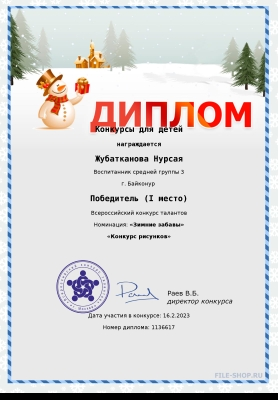 ДИПЛОМ
Конкурсы для детей
награждается
Жубатканова Нурсая
Воспитанник средней группы 3
г. Байконур
Победитель (I место)
Всероссийский конкурс талантов
Номинация: «Зимние забавы»
«Конкурс рисунков»
Раев В.Б.
директор конкурса
Дата участия в конкурсе: 16.2.2023
Номер диплома: 1136617
FILE-SHOP.RU